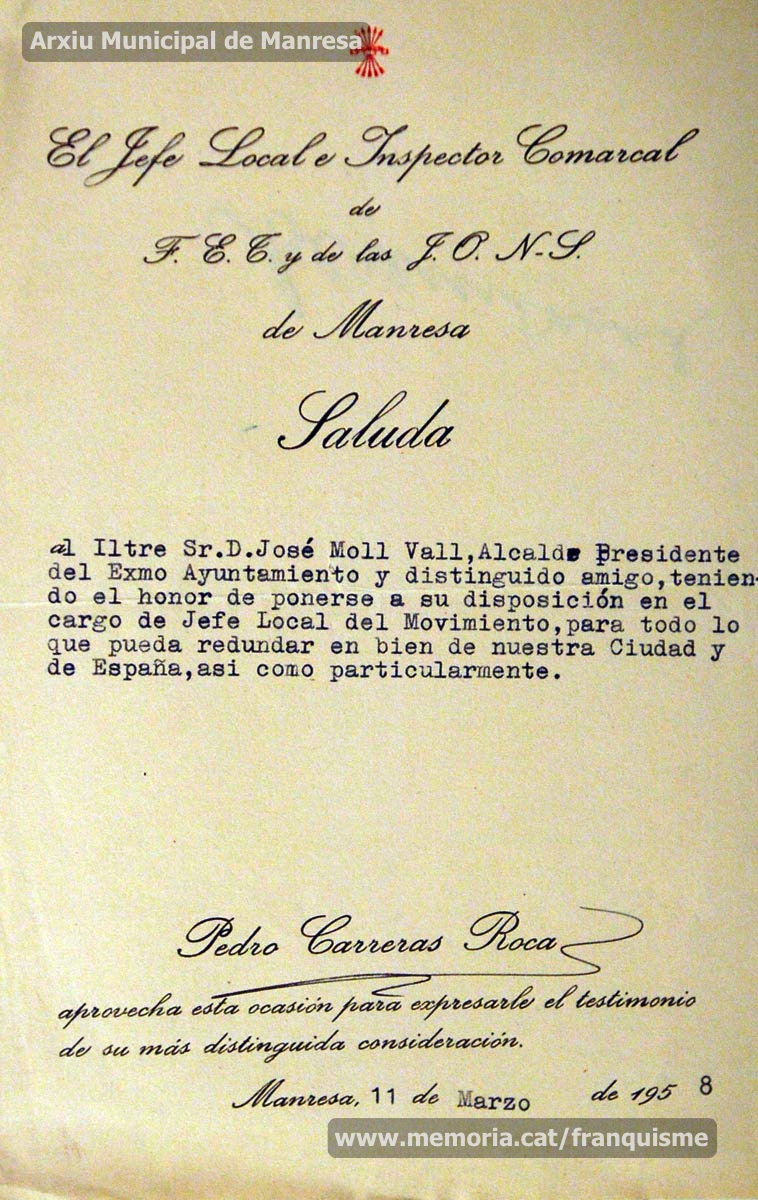 Arxiu Municipal de Manresa
El Jefe Local e Inspector Comarcal
de
F. E. T. y de las J. O. N-S.
de Manresa
Saluda
al Iltre Sr.D.José Moll Vall,Alcalde Presidente
del Exmo Ayuntamiento y distinguido amigo,tenien-
do el honor de ponerse a su disposición en el
cargo de Jefe Local del Movimiento,para todo lo
que pueda redundar en bien de nuestra Ciudad y
de España,asi como particularmente.
Pedro Carreras Roca
aprovecha esta ocasión para expresarle el testimonio
de su más distinguida consideración.
Manresa, 11 de Marzo de 195 8
www.memoria.cat/franquisme